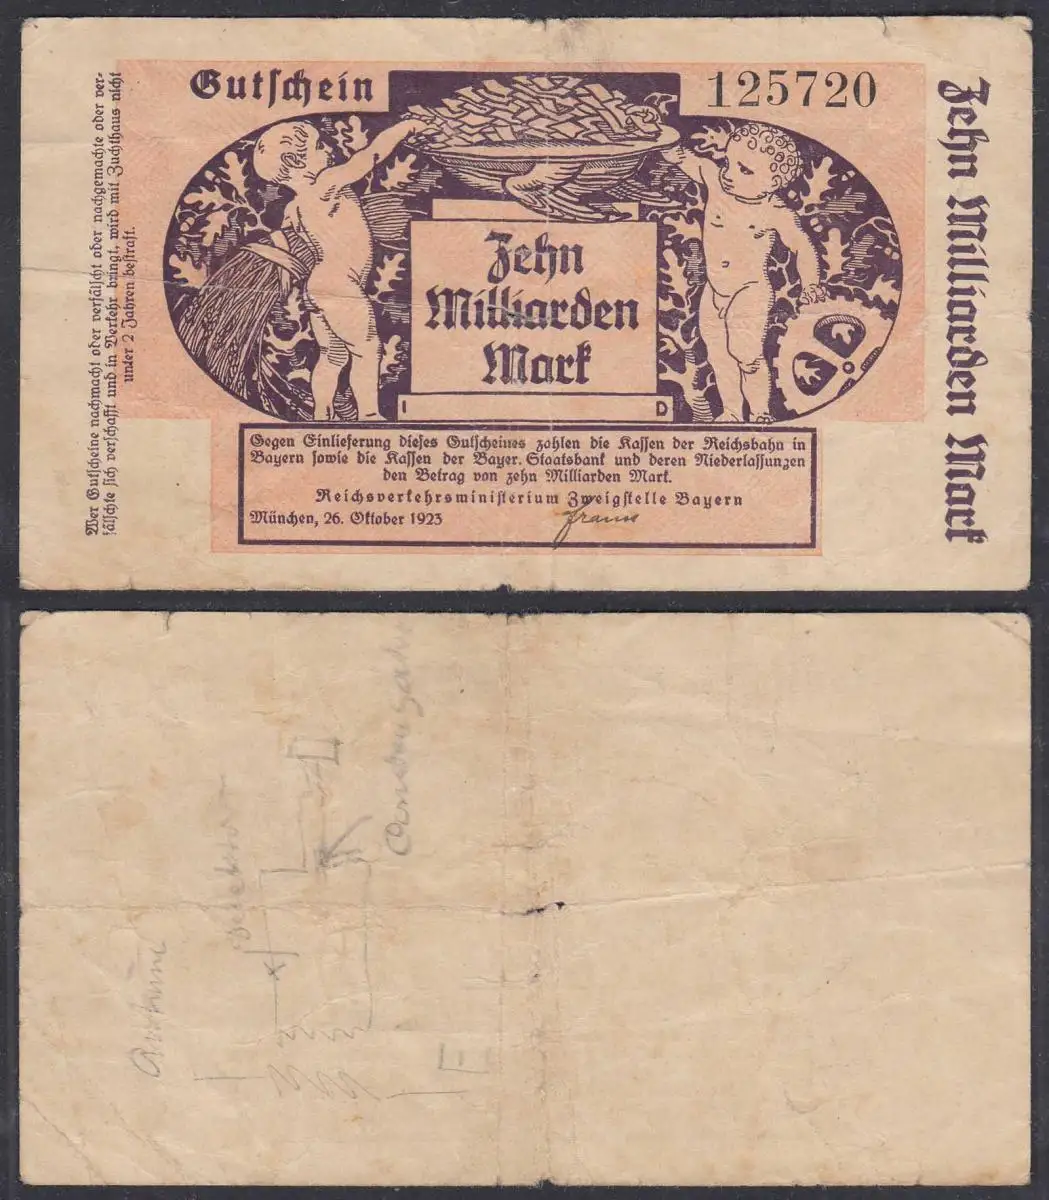 Gutschein
125720
Zehn
Milliarden
Mark
I D
Gegen Einlieferung dieses Gutscheines zahlen die Kassen der Reichsbahn in
Bayern sowie die Kassen der Bayer. Staatsbank und deren Niederlassungen
den Betrag von zehn Milliarden Mark.
Reichsverkehrsministerium Zweigstelle Bayern
München, 26. Oktober 1923
Wer Gutscheine nachmacht oder verfälscht oder nachgemachte oder ver-
fälschte sich verschafft und in Verkehr bringt, wird mit Zuchthaus nicht
unter 2 Jahren bestraft.
Zehn Milliarden Mark